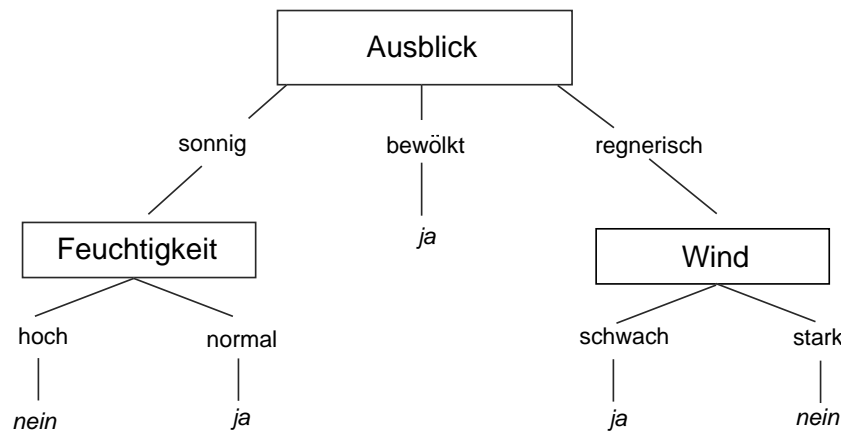 Ausblick
sonnig bewölkt regnerisch
ja
Feuchtigkeit Wind
hoch normal schwach stark
nein ja ja nein